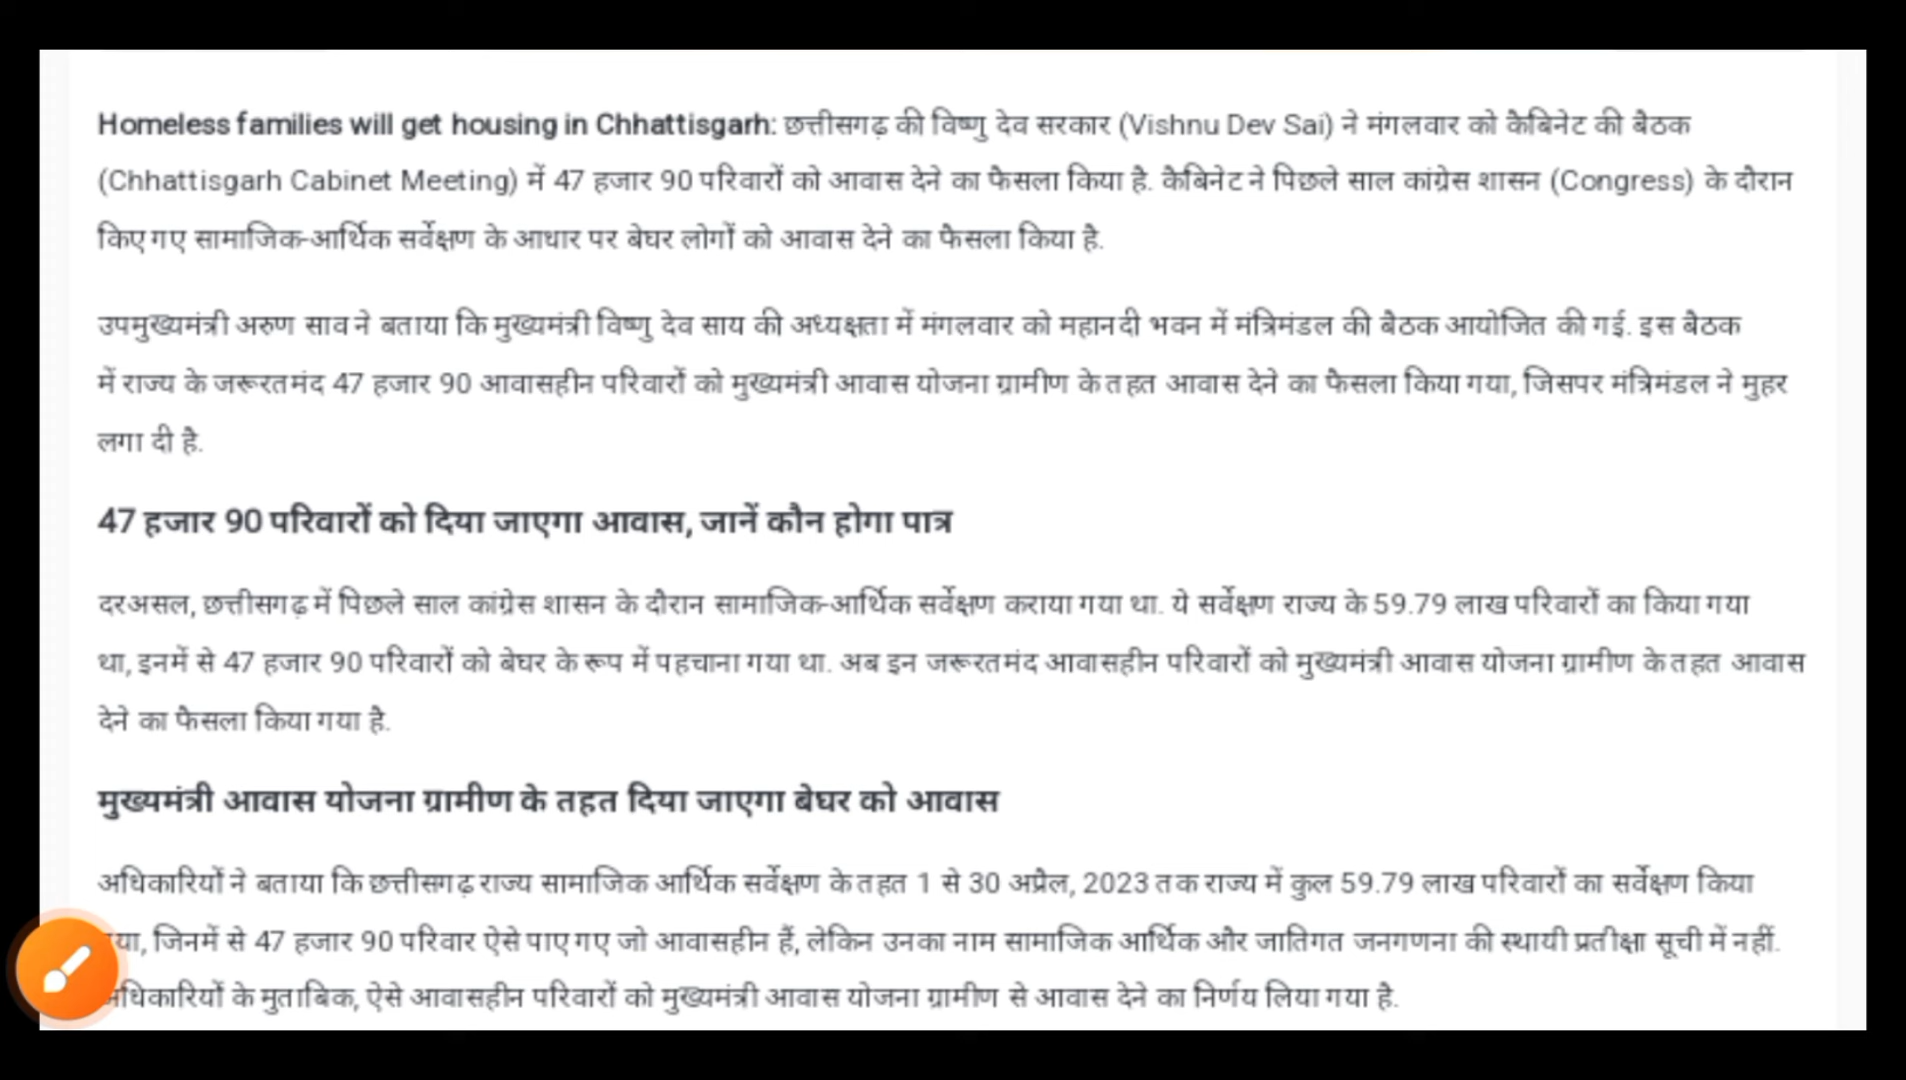 Homeless families will get housing in Chhattisgarh: छत्तीसगढ़ की विष्णु देव सरकार (Vishnu Dev Sai) ने मंगलवार को कैबिनेट की बैठक
(Chhattisgarh Cabinet Meeting) में 47 हजार 90 परिवारों को आवास देने का फैसला किया है. कैबिनेट ने पिछले साल कांग्रेस शासन (Congress) के दौरान
किए गए सामाजिक-आर्थिक सर्वेक्षण के आधार पर बेघर लोगों को आवास देने का फैसला किया है.
उपमुख्यमंत्री अरुण साव ने बताया कि मुख्यमंत्री विष्णु देव साय की अध्यक्षता में मंगलवार को महानदी भवन में मंत्रिमंडल की बैठक आयोजित की गई. इस बैठक
में राज्य के जरूरतमंद 47 हजार 90 आवासहीन परिवारों को मुख्यमंत्री आवास योजना ग्रामीण के तहत आवास देने का फैसला किया गया, जिसपर मंत्रिमंडल ने मुहर
लगा दी है.
47 हजार 90 परिवारों को दिया जाएगा आवास, जानें कौन होगा पात्र
दरअसल, छत्तीसगढ़ में पिछले साल कांग्रेस शासन के दौरान सामाजिक-आर्थिक सर्वेक्षण कराया गया था. ये सर्वेक्षण राज्य के 59.79 लाख परिवारों का किया गया
था, इनमें से 47 हजार 90 परिवारों को बेघर के रूप में पहचाना गया था. अब इन जरूरतमंद आवासहीन परिवारों को मुख्यमंत्री आवास योजना ग्रामीण के तहत आवास
देने का फैसला किया गया है.
मुख्यमंत्री आवास योजना ग्रामीण के तहत दिया जाएगा बेघर को आवास
अधिकारियों ने बताया कि छत्तीसगढ़ राज्य सामाजिक आर्थिक सर्वेक्षण के तहत 1 से 30 अप्रैल, 2023 तक राज्य में कुल 59.79 लाख परिवारों का सर्वेक्षण किया
जिनमें से 47 हजार 90 परिवार ऐसे पाए गए जो आवासहीन हैं, लेकिन उनका नाम सामाजिक आर्थिक और जातिगत जनगणना की स्थायी प्रतीक्षा सूची में नहीं.
के मुताबिक, ऐसे आवासहीन परिवारों को मुख्यमंत्री आवास योजना ग्रामीण से आवास देने का निर्णय लिया गया है.